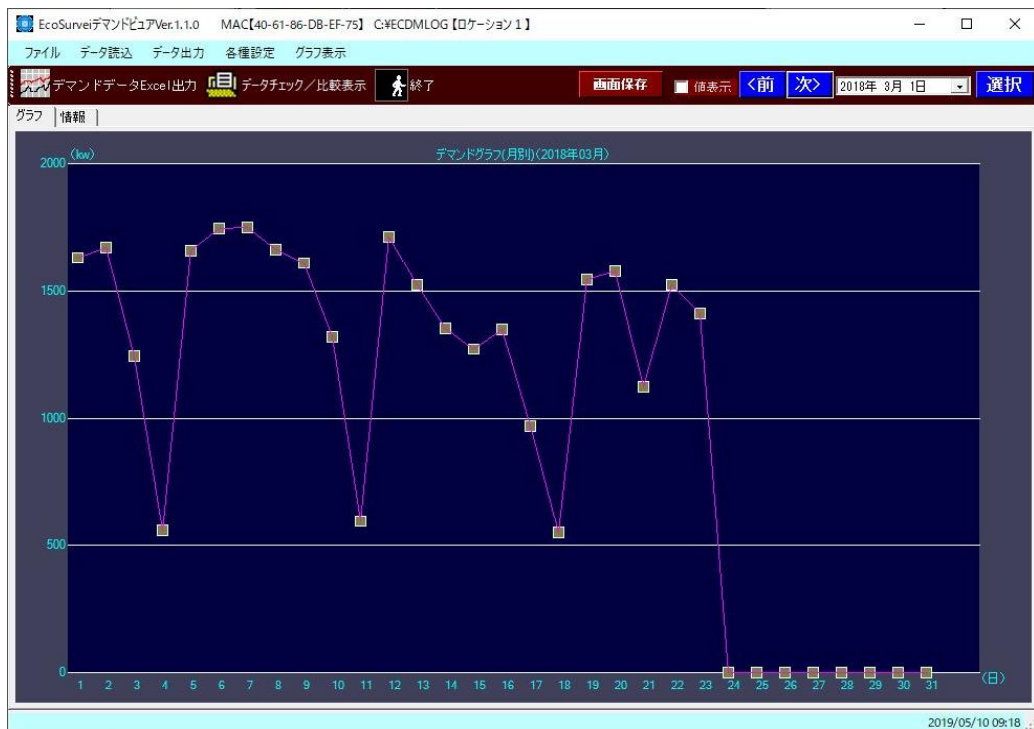 EcoSurveiデマンドビュアVer.1.1.0 MAC【40-61-86-DB-EF-75】 C:¥ECDMLOG【ロケーション1】
ファイル データ読込 データ出力 各種設定 グラフ表示
デマンドデータExcel出力 データチェック/比較表示 終了 画面保存 値表示 <前 次> 2018年 3月 1日 選択
グラフ 情報
(kw) デマンドグラフ(月別)(2018年03月)
2000
1500
1000
500
0
1 2 3 4 5 6 7 8 9 10 11 12 13 14 15 16 17 18 19 20 21 22 23 24 25 26 27 28 29 30 31 (日)
2019/05/10 09:18